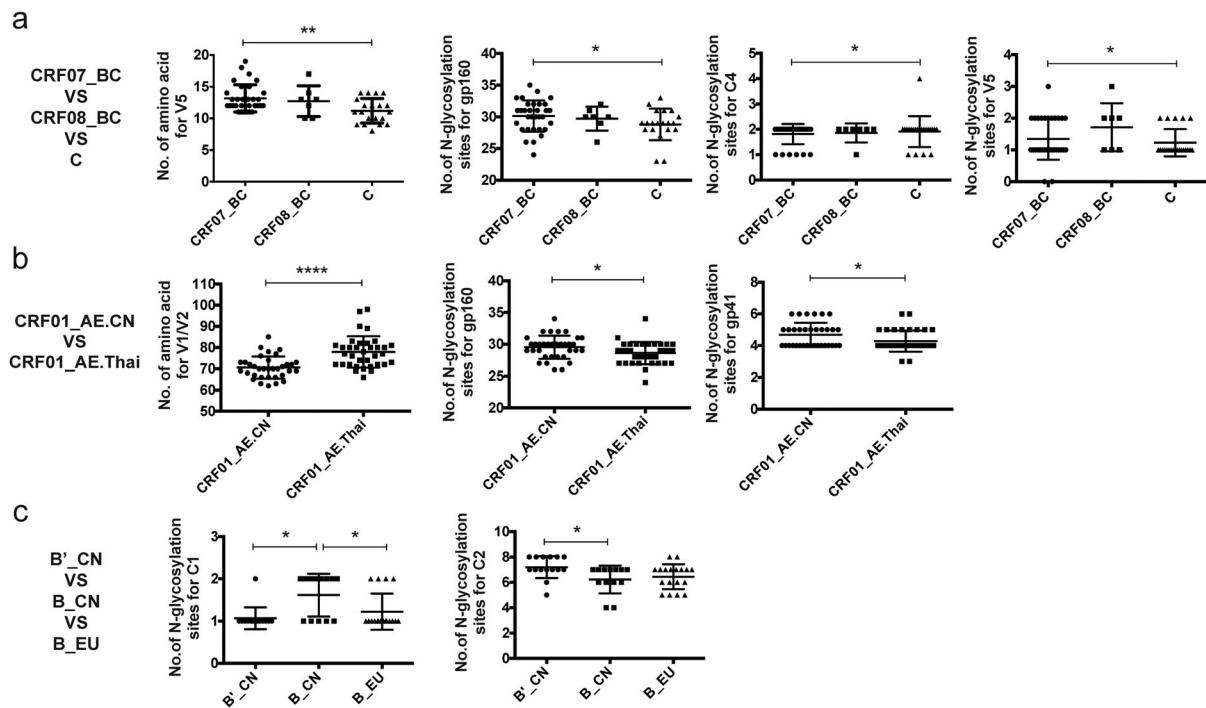 a
CRF07_BC
VS
CRF08_BC
VS
C
No. of amino acid
for V5
20
15
10
5
0
**
CRF07_BC
CRF08_BC
C
No.of N-glycosylation
sites for gp160
40
35
30
25
20
*
CRF07_BC
CRF08_BC
C
No.of N-glycosylation
sites for C4
5
4
3
2
1
0
*
CRF07_BC
CRF08_BC
C
No.of N-glycosylation
sites for V5
4
3
2
1
0
*
CRF07_BC
CRF08_BC
C
b
CRF01_AE.CN
VS
CRF01_AE.Thai
No. of amino acid
for V1/V2
110
100
90
80
70
60
50
****
CRF01_AE.CN
CRF01_AE.Thai
No.of N-glycosylation
sites for gp160
40
35
30
25
20
*
CRF01_AE.CN
CRF01_AE.Thai
No.of N-glycosylation
sites for gp41
8
6
4
2
0
*
CRF01_AE.CN
CRF01_AE.Thai
c
B'_CN
VS
B_CN
VS
B_EU
No.of N-glycosylation
sites for C1
3
2
1
0
*
*
B'_CN
B_CN
B_EU
No.of N-glycosylation
sites for C2
10
8
6
4
2
0
*
B'_CN
B_CN
B_EU